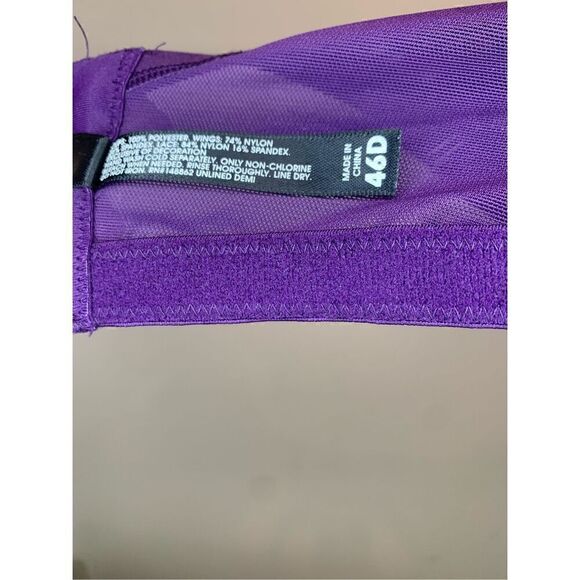 100% POLYESTER. WINGS: 74% NYLON
SPANDEX. LACE: 84% NYLON 16% SPANDEX.
OF DECORATION
WASH COLD SEPARATELY. ONLY NON-CHLORINE
WHEN NEEDED. RINSE THOROUGHLY. LINE DRY.
RN#148862 UNLINED DEMI
MADE IN
CHINA
46D